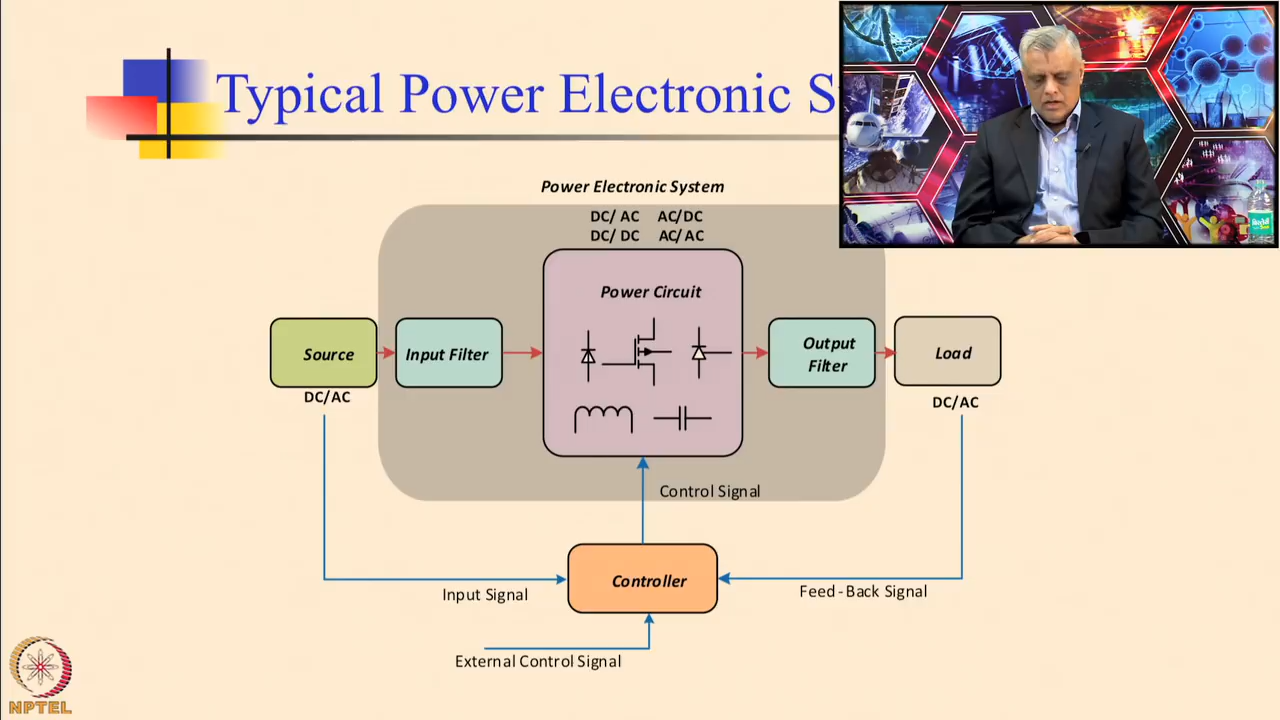 Typical Power Electronic S
Power Electronic System
DC/ AC AC/DC
DC/ DC AC/ AC
Power Circuit
Source
Input Filter
Output
Filter
Load
DC/AC
DC/AC
Control Signal
Controller
Input Signal
Feed-Back Signal
External Control Signal
NPTEL